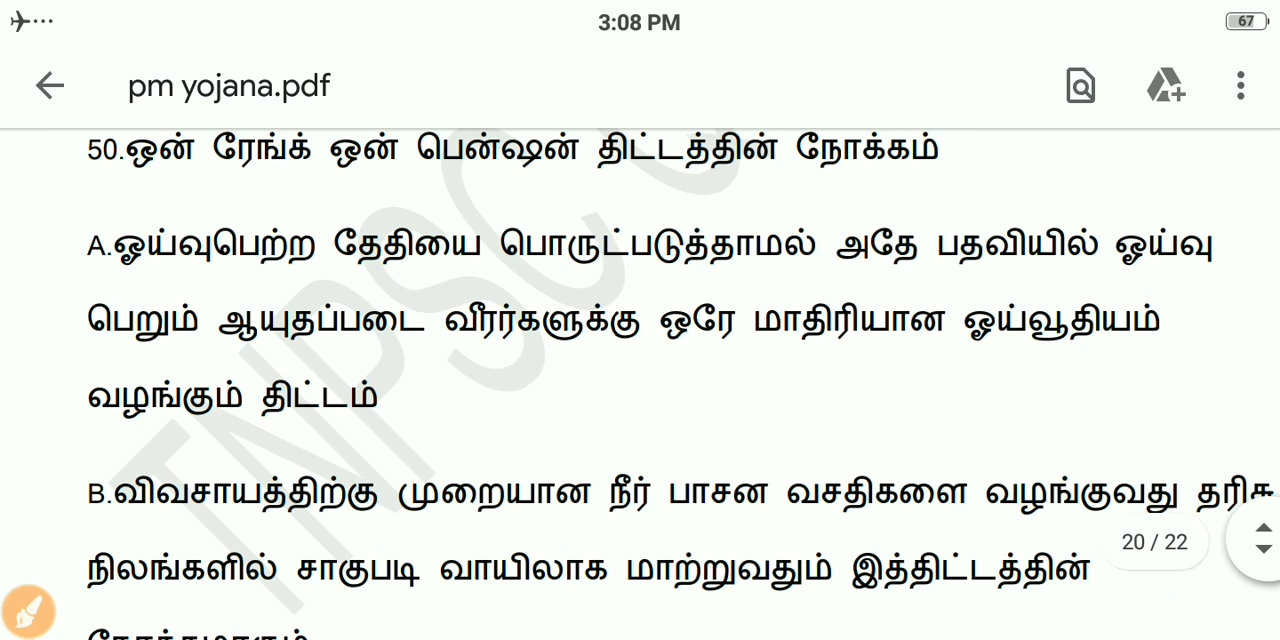 3:08 PM
67
pm yojana.pdf
50.ஒன் ரேங்க் ஒன் பென்ஷன் திட்டத்தின் நோக்கம்
A.ஓய்வுபெற்ற தேதியை பொருட்படுத்தாமல் அதே பதவியில் ஓய்வு
பெறும் ஆயுதப்படை வீரர்களுக்கு ஒரே மாதிரியான ஓய்வூதியம்
வழங்கும் திட்டம்
B.விவசாயத்திற்கு முறையான நீர் பாசன வசதிகளை வழங்குவது
20 / 22
நிலங்களில் சாகுபடி வாயிலாக மாற்றுவதும் இத்திட்டத்தின்
TNPSC